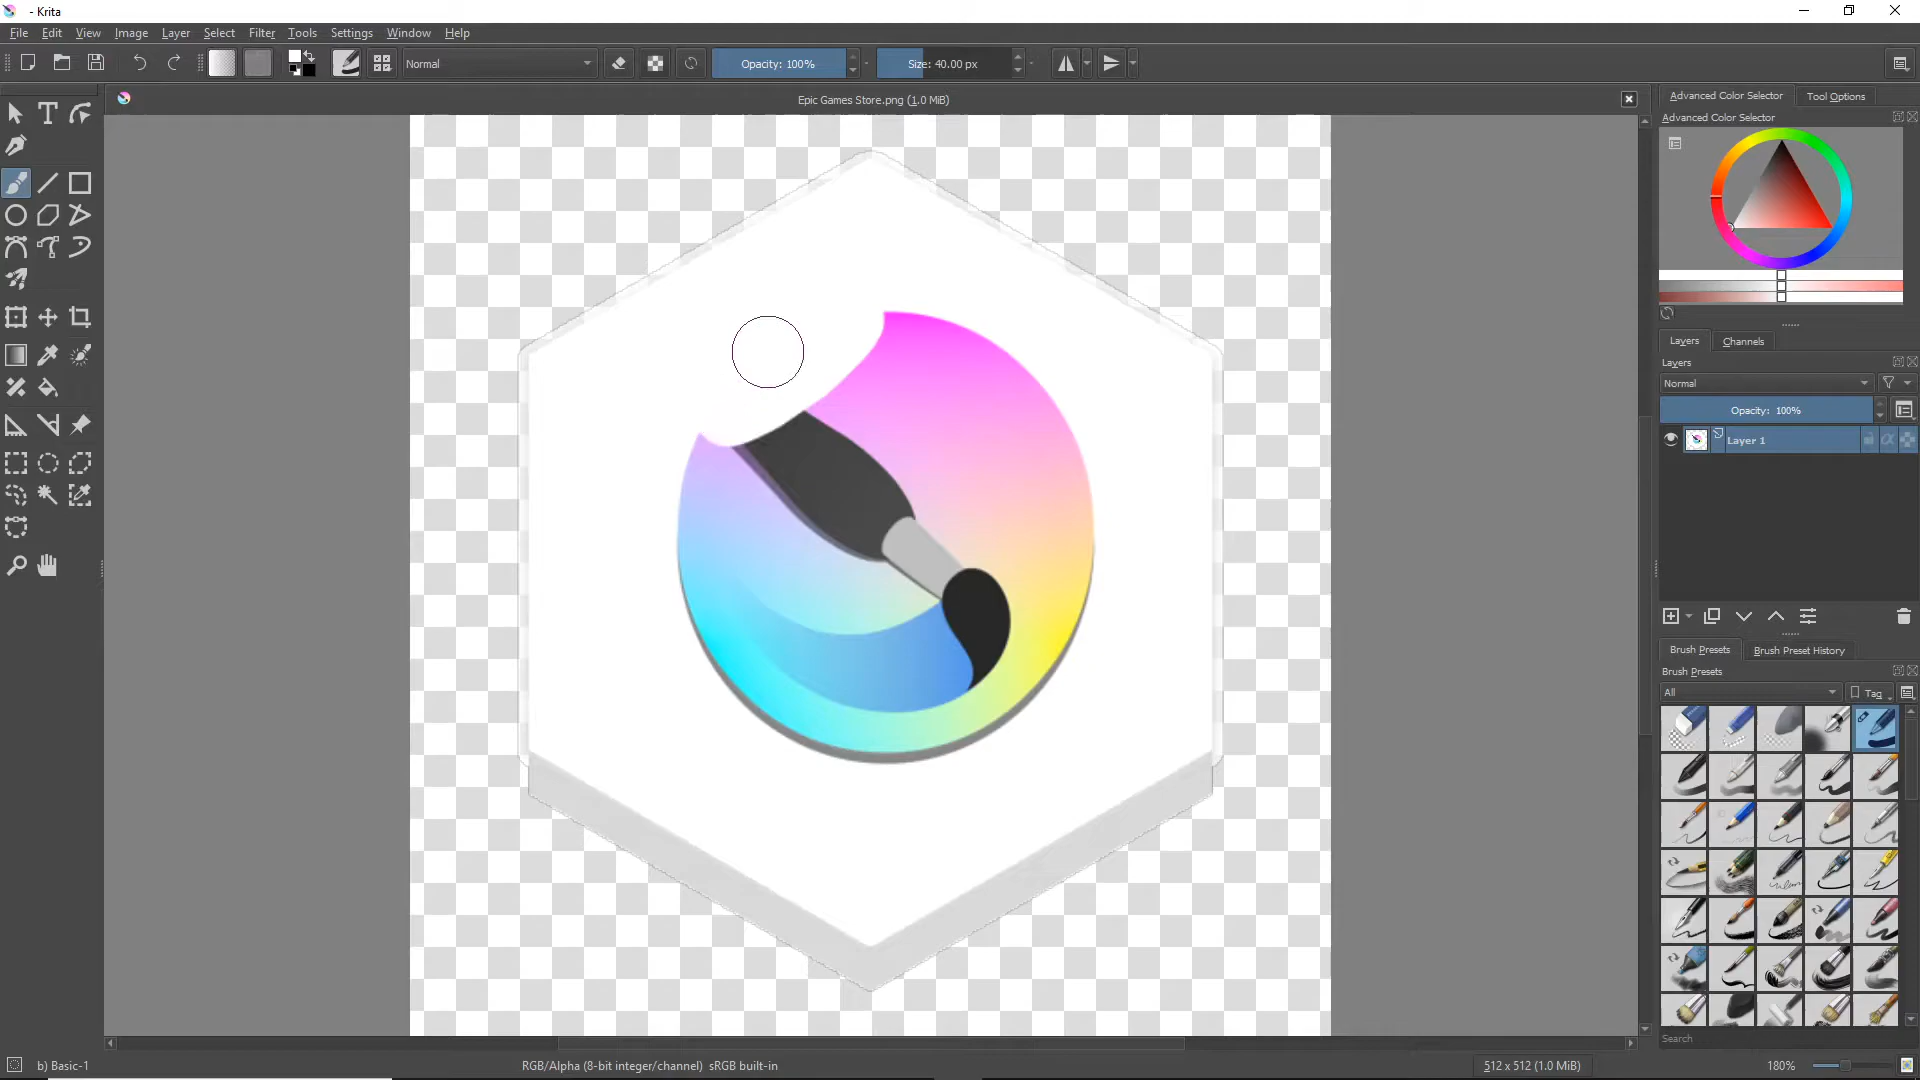 - Krita
File Edit View Image Layer Select Filter Tools Settings Window Help
Normal Opacity: 100% Size: 40.00 px
Epic Games Store.png (1.0 MiB)
Advanced Color Selector Tool Options
Advanced Color Selector
Layers Channels
Layers
Normal
Opacity: 100%
Layer 1
Brush Presets Brush Preset History
Brush Presets
All Tag
Search
b) Basic-1 RGB/Alpha (8-bit integer/channel) sRGB built-in 512 x 512 (1.0 MiB) 180%